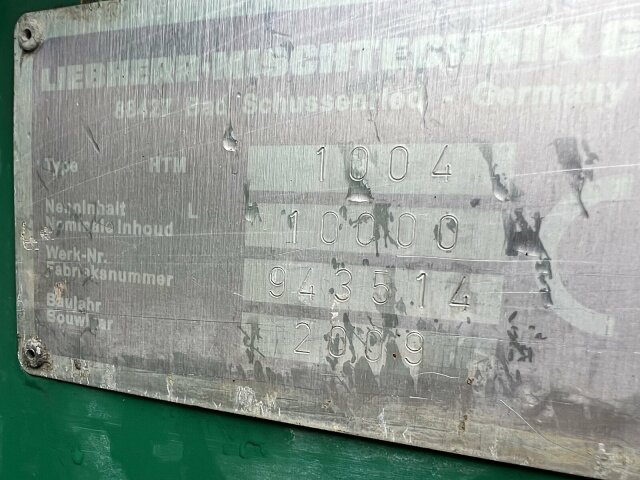 LIEBHERR-MISCHTECHNIK G
88427 Bad Schussenried - Germany
Type HTM 1004
Nenninhalt L
Nominale Inhoud 10000
Werk-Nr.
Fabrieksnummer 943514
Baujahr
Bouwjaar 2009